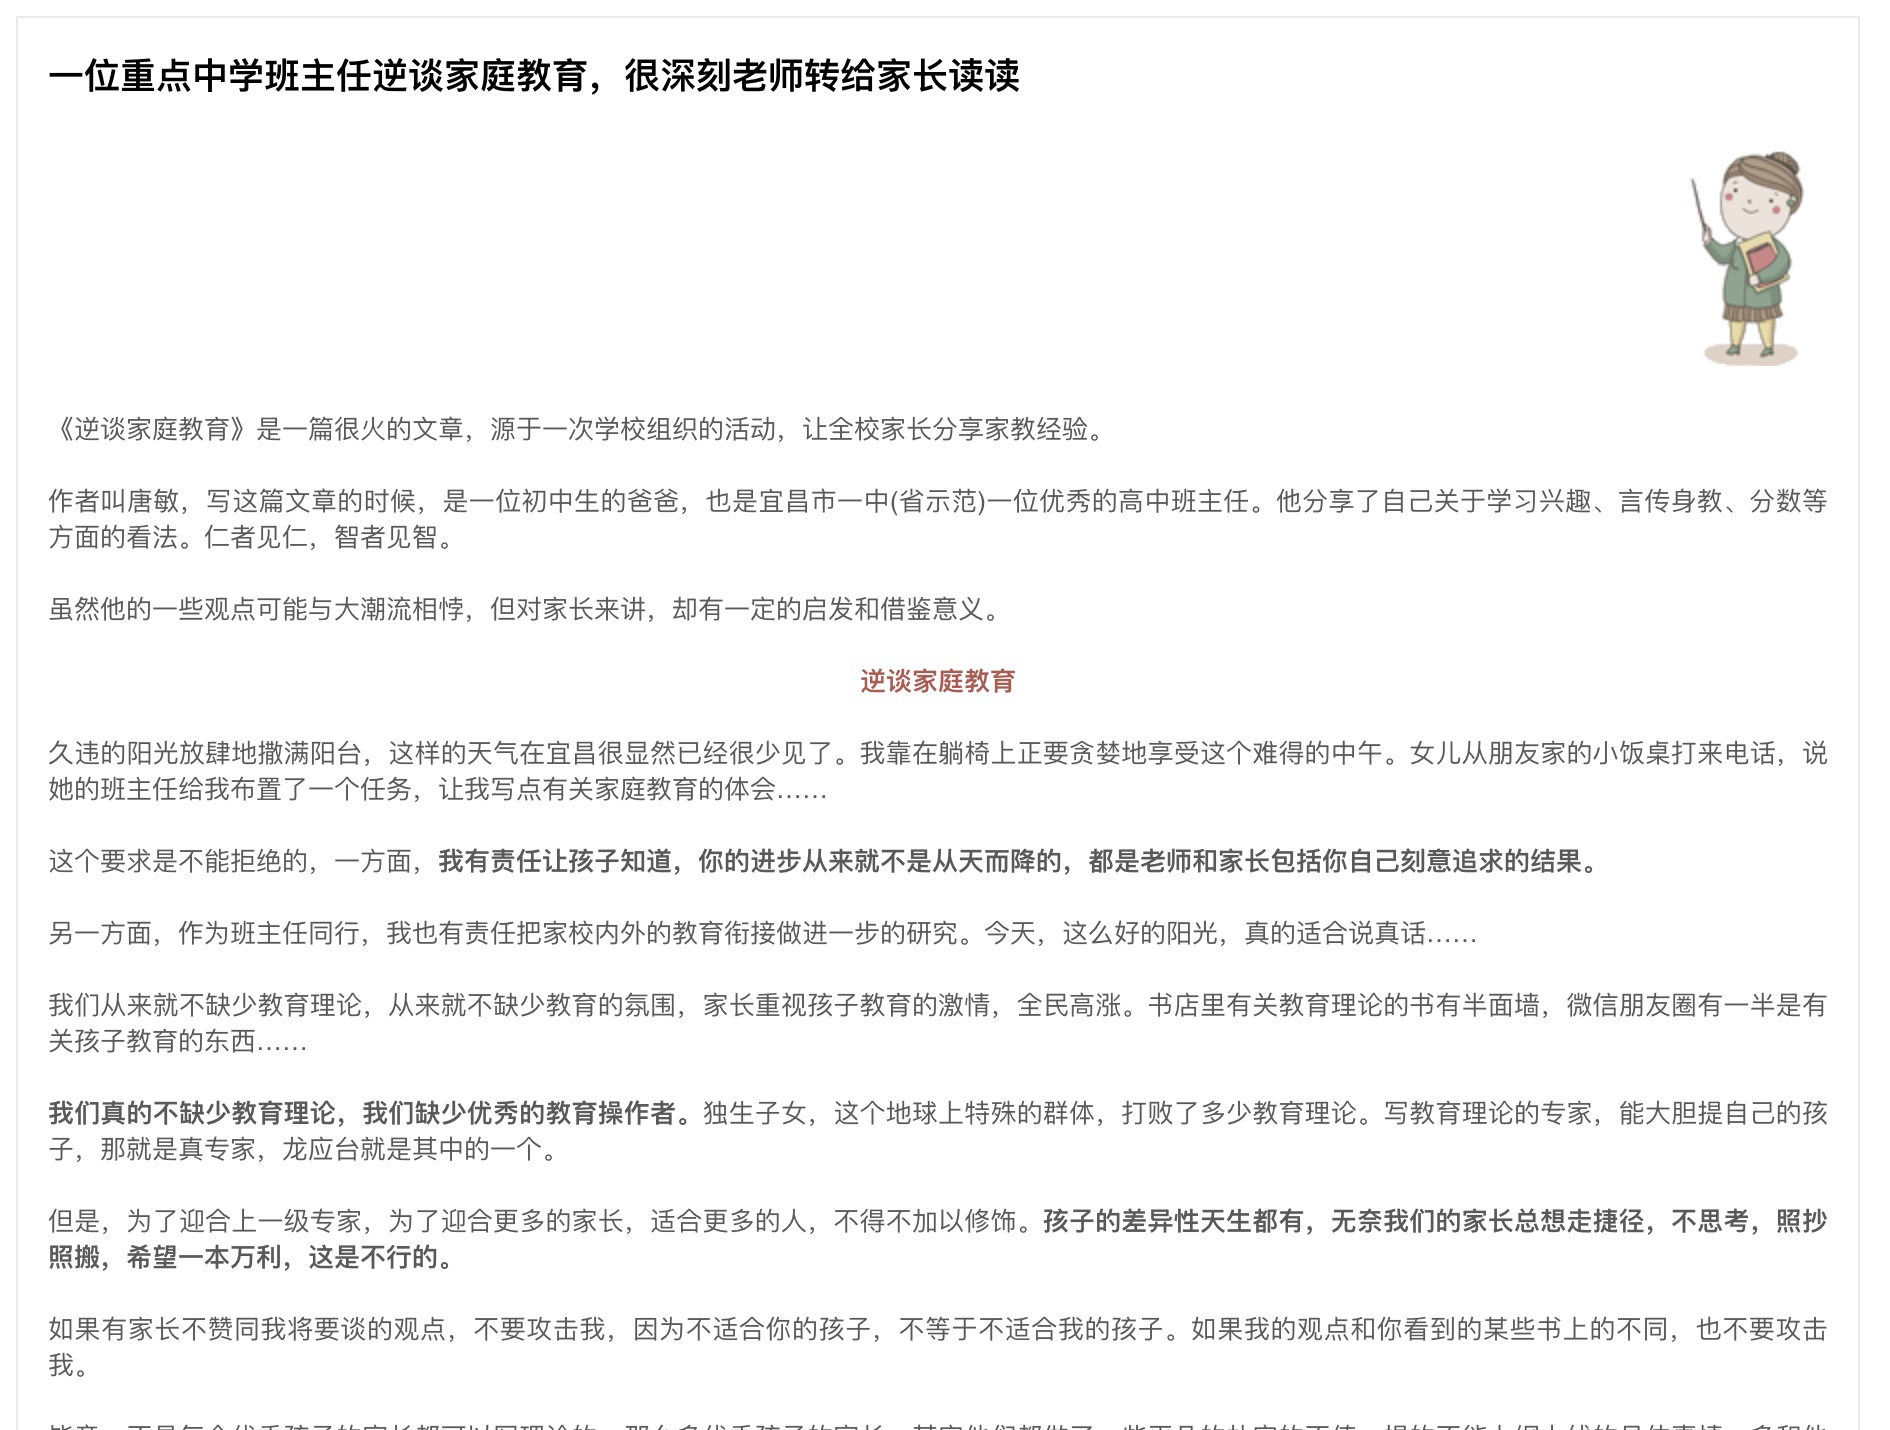 一位重点中学班主任逆谈家庭教育，很深刻老师转给家长读读
《逆谈家庭教育》是一篇很火的文章，源于一次学校组织的活动，让全校家长分享家教经验。
作者叫唐敏，写这篇文章的时候，是一位初中生的爸爸，也是宜昌市一中(省示范)一位优秀的高中班主任。他分享了自己关于学习兴趣、言传身教、分数等
方面的看法。仁者见仁，智者见智。
虽然他的一些观点可能与大潮流相悖，但对家长来讲，却有一定的启发和借鉴意义。
逆谈家庭教育
久违的阳光放肆地撒满阳台，这样的天气在宜昌很显然已经很少见了。我靠在躺椅上正要贪婪地享受这个难得的中午。女儿从朋友家的小饭桌打来电话，说
她的班主任给我布置了一个任务，让我写点有关家庭教育的体会……
这个要求是不能拒绝的，一方面，我有责任让孩子知道，你的进步从来就不是从天而降的，都是老师和家长包括你自己刻意追求的结果。
另一方面，作为班主任同行，我也有责任把家校内外的教育衔接做进一步的研究。今天，这么好的阳光，真的适合说真话……
我们从来就不缺少教育理论，从来就不缺少教育的氛围，家长重视孩子教育的激情，全民高涨。书店里有关教育理论的书有半面墙，微信朋友圈有一半是有
关孩子教育的东西……
我们真的不缺少教育理论，我们缺少优秀的教育操作者。独生子女，这个地球上特殊的群体，打败了多少教育理论。写教育理论的专家，能大胆提自己的孩
子，那就是真专家，龙应台就是其中的一个。
但是，为了迎合上一级专家，为了迎合更多的家长，适合更多的人，不得不加以修饰。孩子的差异性天生都有，无奈我们的家长总想走捷径，不思考，照抄
照搬，希望一本万利，这是不行的。
如果有家长不赞同我将要谈的观点，不要攻击我，因为不适合你的孩子，不等于不适合我的孩子。如果我的观点和你看到的某些书上的不同，也不要攻击
我。